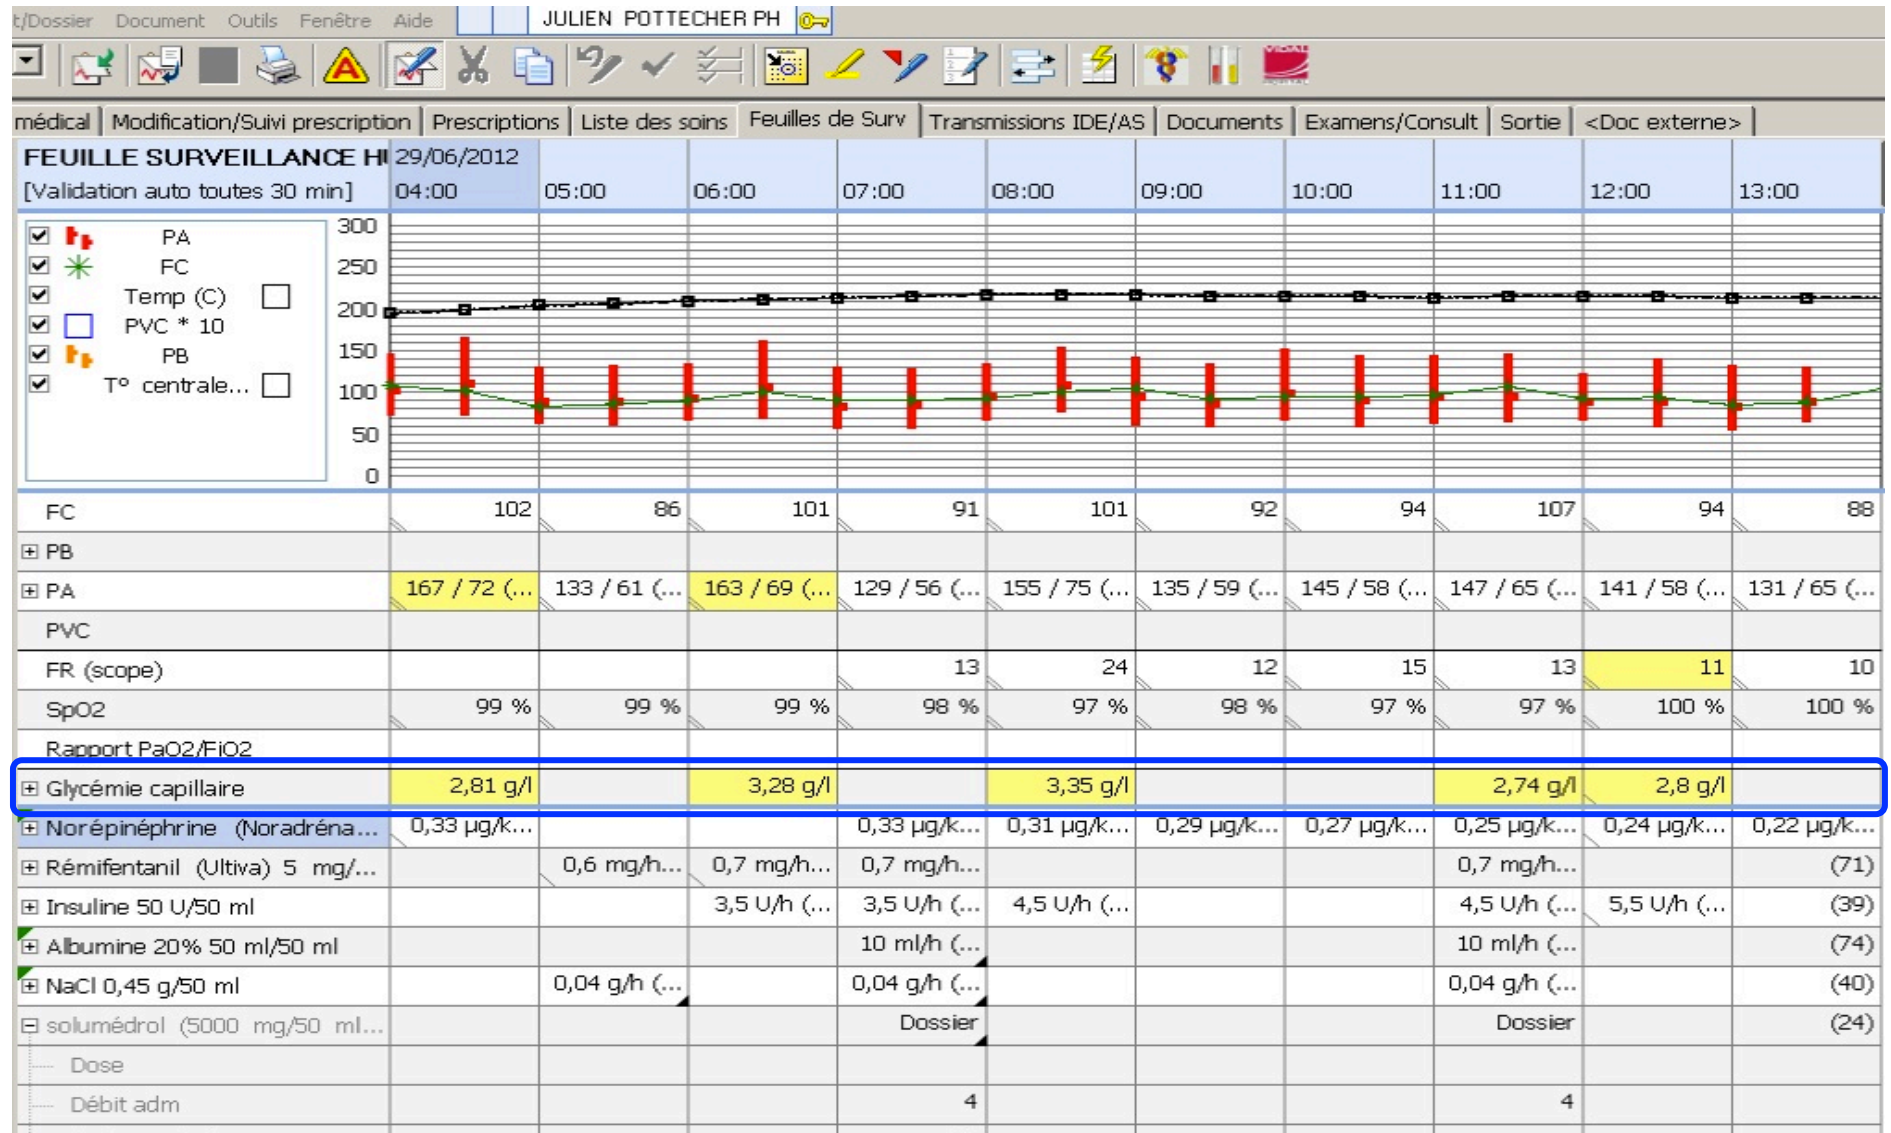 t/Dossier Document Outils Fenêtre Aide JULIEN POTTECHER PH
médical Modification/Suivi prescription Prescriptions Liste des soins Feuilles de Surv Transmissions IDE/AS Documents Examens/Consult Sortie <Doc externe>
FEUILLE SURVEILLANCE H 29/06/2012
[Validation auto toutes 30 min] 04:00 05:00 06:00 07:00 08:00 09:00 10:00 11:00 12:00 13:00
PA
FC
Temp (C)
PVC * 10
PB
T° centrale...
300
250
200
150
100
50
0
FC 102 86 101 91 101 92 94 107 94 88
PB
PA 167 / 72 (... 133 / 61 (... 163 / 69 (... 129 / 56 (... 155 / 75 (... 135 / 59 (... 145 / 58 (... 147 / 65 (... 141 / 58 (... 131 / 65 (...
PVC
FR (scope) 13 24 12 15 13 11 10
SpO2 99 % 99 % 99 % 98 % 97 % 98 % 97 % 97 % 100 % 100 %
Rapport PaO2/FiO2
Glycémie capillaire 2,81 g/l 3,28 g/l 3,35 g/l 2,74 g/l 2,8 g/l
Norépinéphrine (Noradréna... 0,33 µg/k... 0,33 µg/k... 0,31 µg/k... 0,29 µg/k... 0,27 µg/k... 0,25 µg/k... 0,24 µg/k... 0,22 µg/k...
Rémifentanil (Ultiva) 5 mg/... 0,6 mg/h... 0,7 mg/h... 0,7 mg/h... 0,7 mg/h... (71)
Insuline 50 U/50 ml 3,5 U/h (... 3,5 U/h (... 4,5 U/h (... 4,5 U/h (... 5,5 U/h (... (39)
Albumine 20% 50 ml/50 ml 10 ml/h (... 10 ml/h (... (74)
NaCl 0,45 g/50 ml 0,04 g/h (... 0,04 g/h (... 0,04 g/h (... (40)
solumédrol (5000 mg/50 ml... Dossier Dossier (24)
Dose
Débit adm 4 4